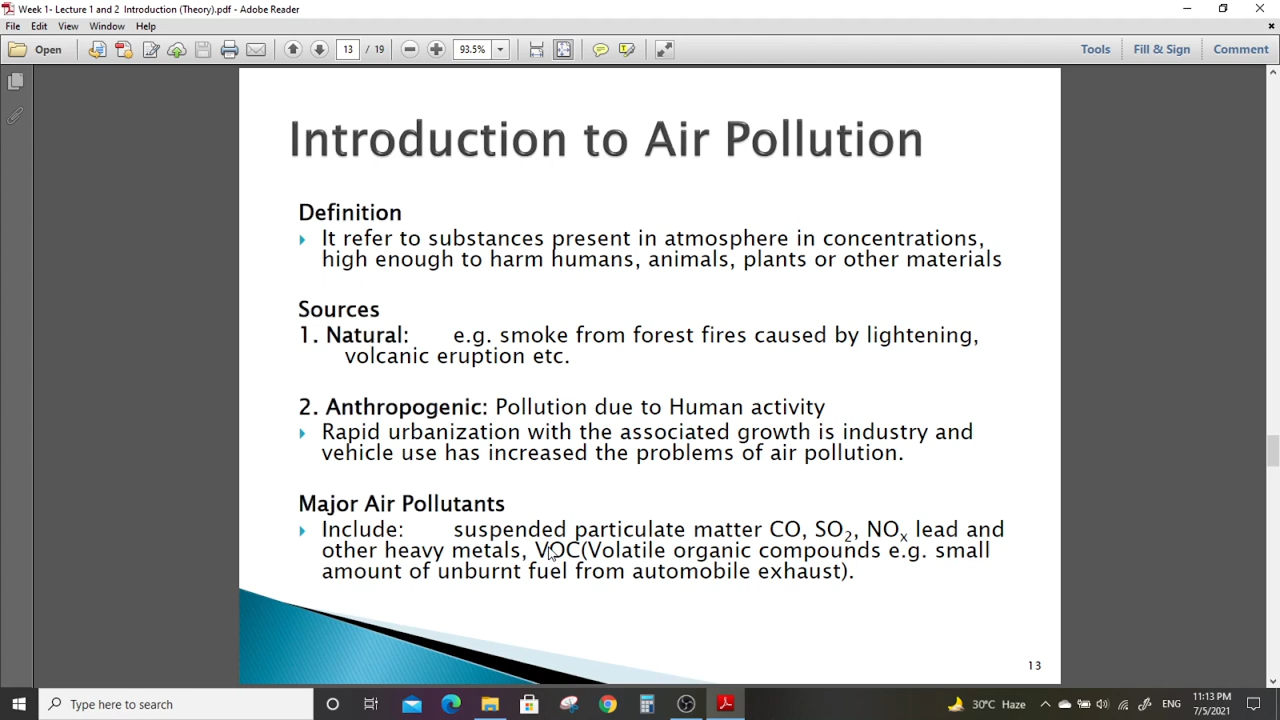 Week 1- Lecture 1 and 2 Introduction (Theory).pdf - Adobe Reader
File Edit View Window Help
Open 13 / 19 93.5% Tools Fill & Sign Comment
Introduction to Air Pollution
Definition
It refer to substances present in atmosphere in concentrations,
high enough to harm humans, animals, plants or other materials
Sources
1. Natural: e.g. smoke from forest fires caused by lightening,
volcanic eruption etc.
2. Anthropogenic: Pollution due to Human activity
Rapid urbanization with the associated growth is industry and
vehicle use has increased the problems of air pollution.
Major Air Pollutants
Include: suspended particulate matter CO, SO2, NOx lead and
other heavy metals, VOC(Volatile organic compounds e.g. small
amount of unburnt fuel from automobile exhaust).
13
Type here to search 30°C Haze ENG 11:13 PM
7/5/2021